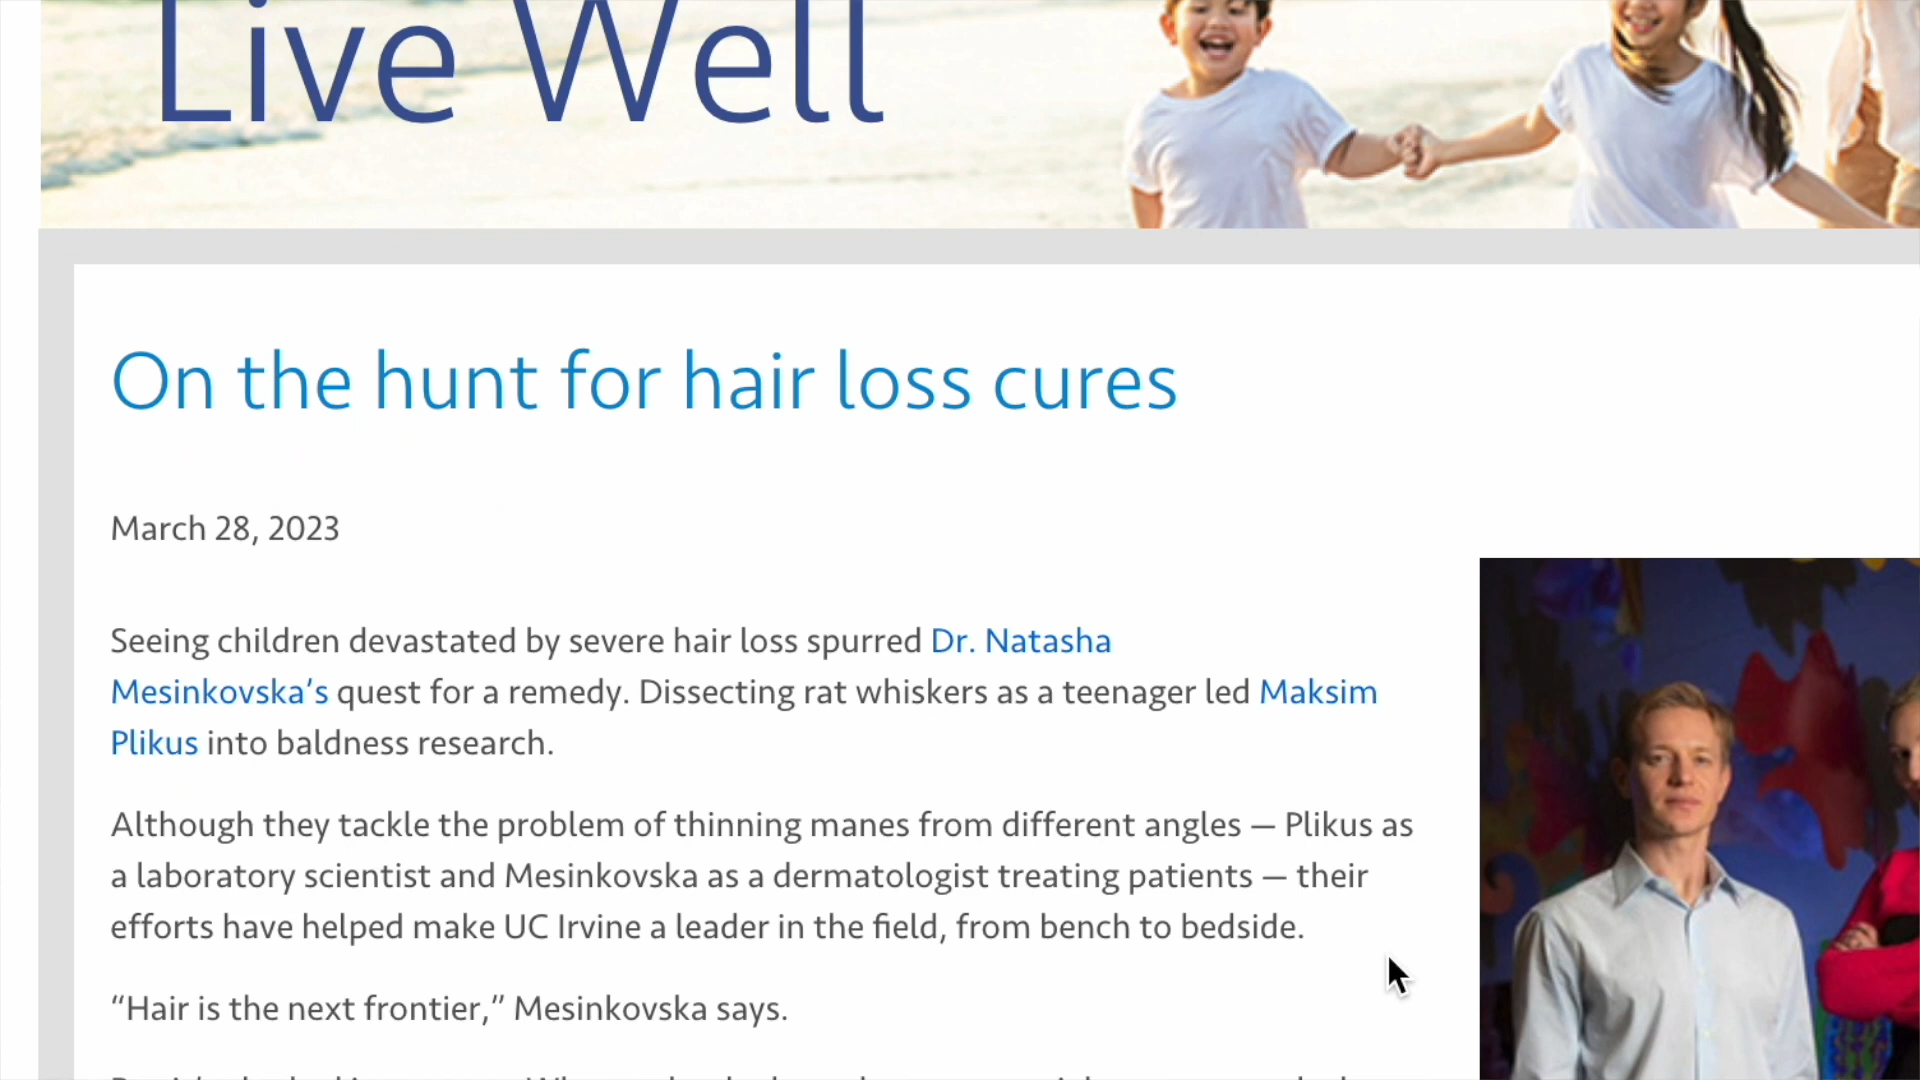 Live Well
On the hunt for hair loss cures
March 28, 2023
Seeing children devastated by severe hair loss spurred Dr. Natasha
Mesinkovska’s quest for a remedy. Dissecting rat whiskers as a teenager led Maksim
Plikus into baldness research.
Although they tackle the problem of thinning manes from different angles — Plikus as
a laboratory scientist and Mesinkovska as a dermatologist treating patients — their
efforts have helped make UC Irvine a leader in the field, from bench to bedside.
“Hair is the next frontier,” Mesinkovska says.